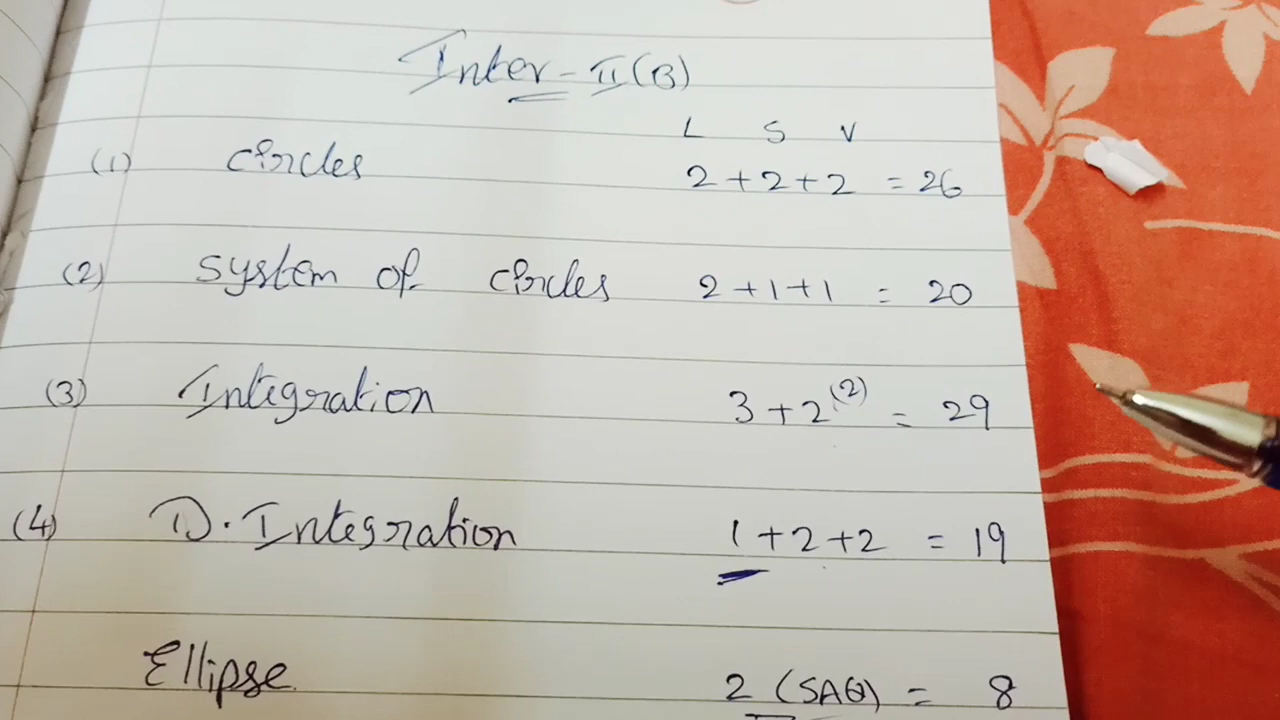 Inter - II(B)
L S V
(1) circles 2+2+2 = 26
(2) system of circles 2+1+1 = 20
(3) Integration 3+2(2) = 29
(4) D. Integration 1+2+2 = 19
Ellipse 2 (SAQ) = 8